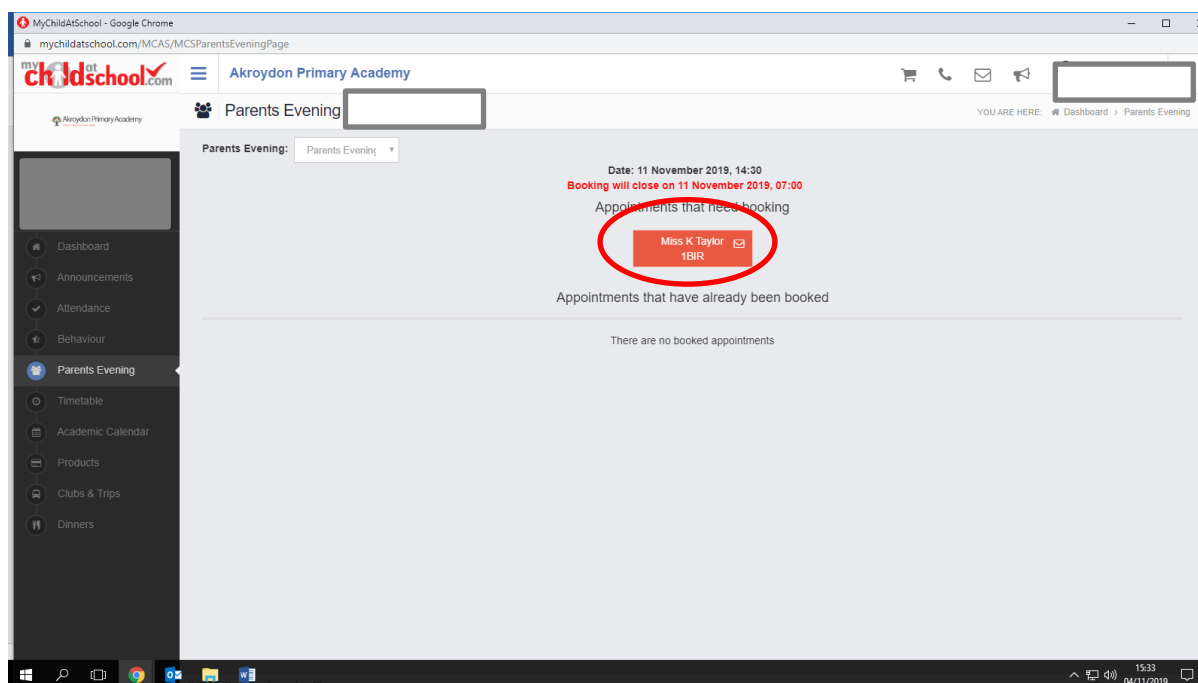 MyChildAtSchool - Google Chrome
mychildatschool.com/MCAS/MCSParentsEveningPage
my child at school.com
Akroydon Primary Academy
Akroydon Primary Academy
Parents Evening
YOU ARE HERE: Dashboard > Parents Evening
Parents Evening: Parents Evening
Date: 11 November 2019, 14:30
Booking will close on 11 November 2019, 07:00
Appointments that need booking
Miss K Taylor
1BIR
Appointments that have already been booked
There are no booked appointments
Dashboard
Announcements
Attendance
Behaviour
Parents Evening
Timetable
Academic Calendar
Products
Clubs & Trips
Dinners
15:33
04/11/2019